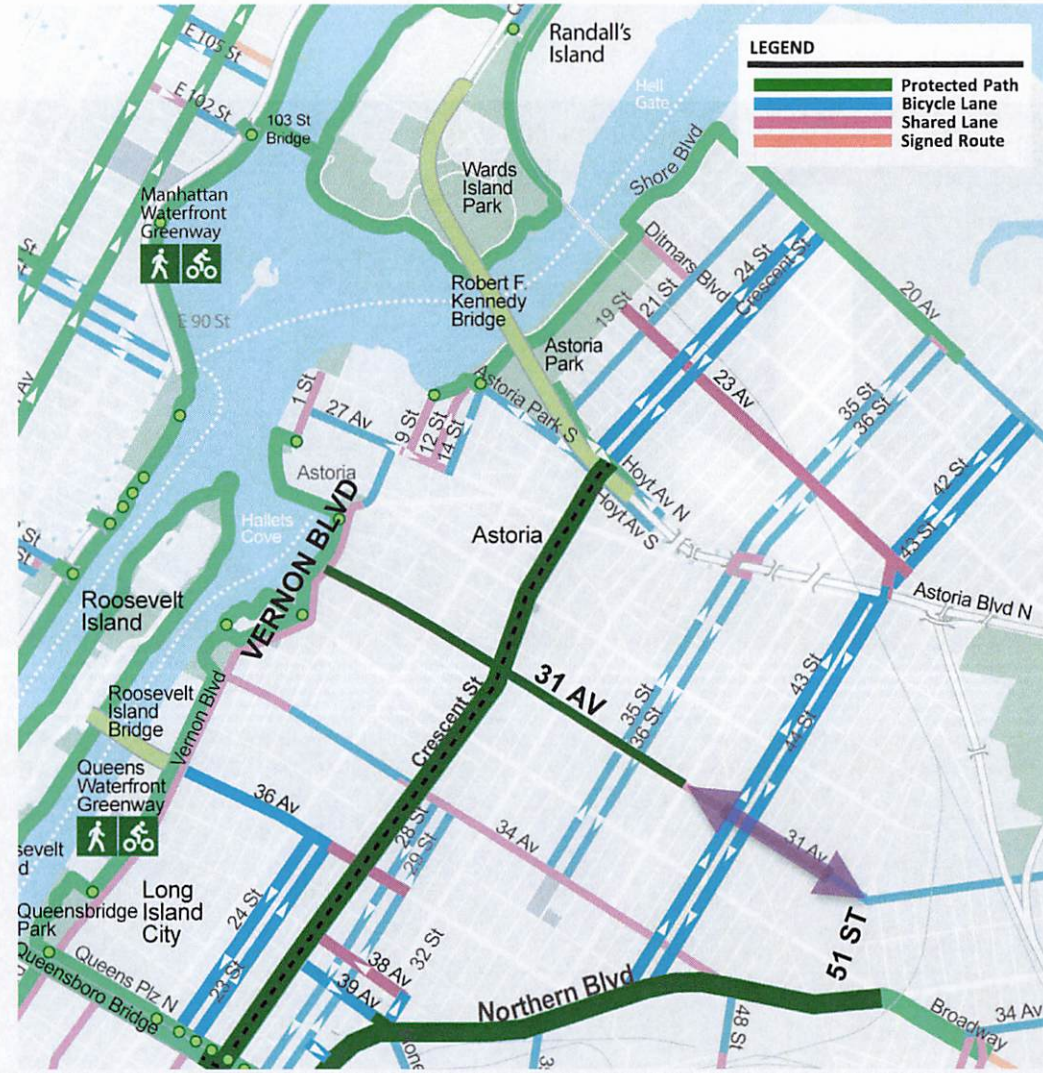 LEGEND
Protected Path
Bicycle Lane
Shared Lane
Signed Route
E 105 St
E 102 St
103 St
Bridge
Randall's
Island
Hell
Gate
Shore Blvd
Wards
Island
Park
Manhattan
Waterfront
Greenway
E 90 St
St
Av
Robert F.
Kennedy
Bridge
Ditmars Blvd
24 St
Crescent St
19 St
21 St
20 Av
Astoria
Park
Astoria Park S
23 Av
35 St
36 St
1 St
27 Av
9 St
12 St
14 St
Astoria
Hallets
Cove
VERNON BLVD
Hoyt Av N
Hoyt Av S
Astoria
42 St
43 St
Astoria Blvd N
St
St
Roosevelt
Island
31 AV
Crescent St
Roosevelt
Island
Bridge
Vernon Blvd
35 St
36 St
43 St
44 St
Queens
Waterfront
Greenway
36 Av
28 St
29 St
34 Av
31 Av
sevelt
d
Long
Island
City
24 St
23 St
Queensbridge
Park
Queens Plz N
Queensboro Bridge
38 Av
32 St
39 Av
Northern Blvd
51 ST
48 St
Broadway
34 Av